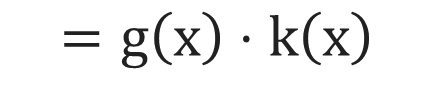 = g(x) · k(x)